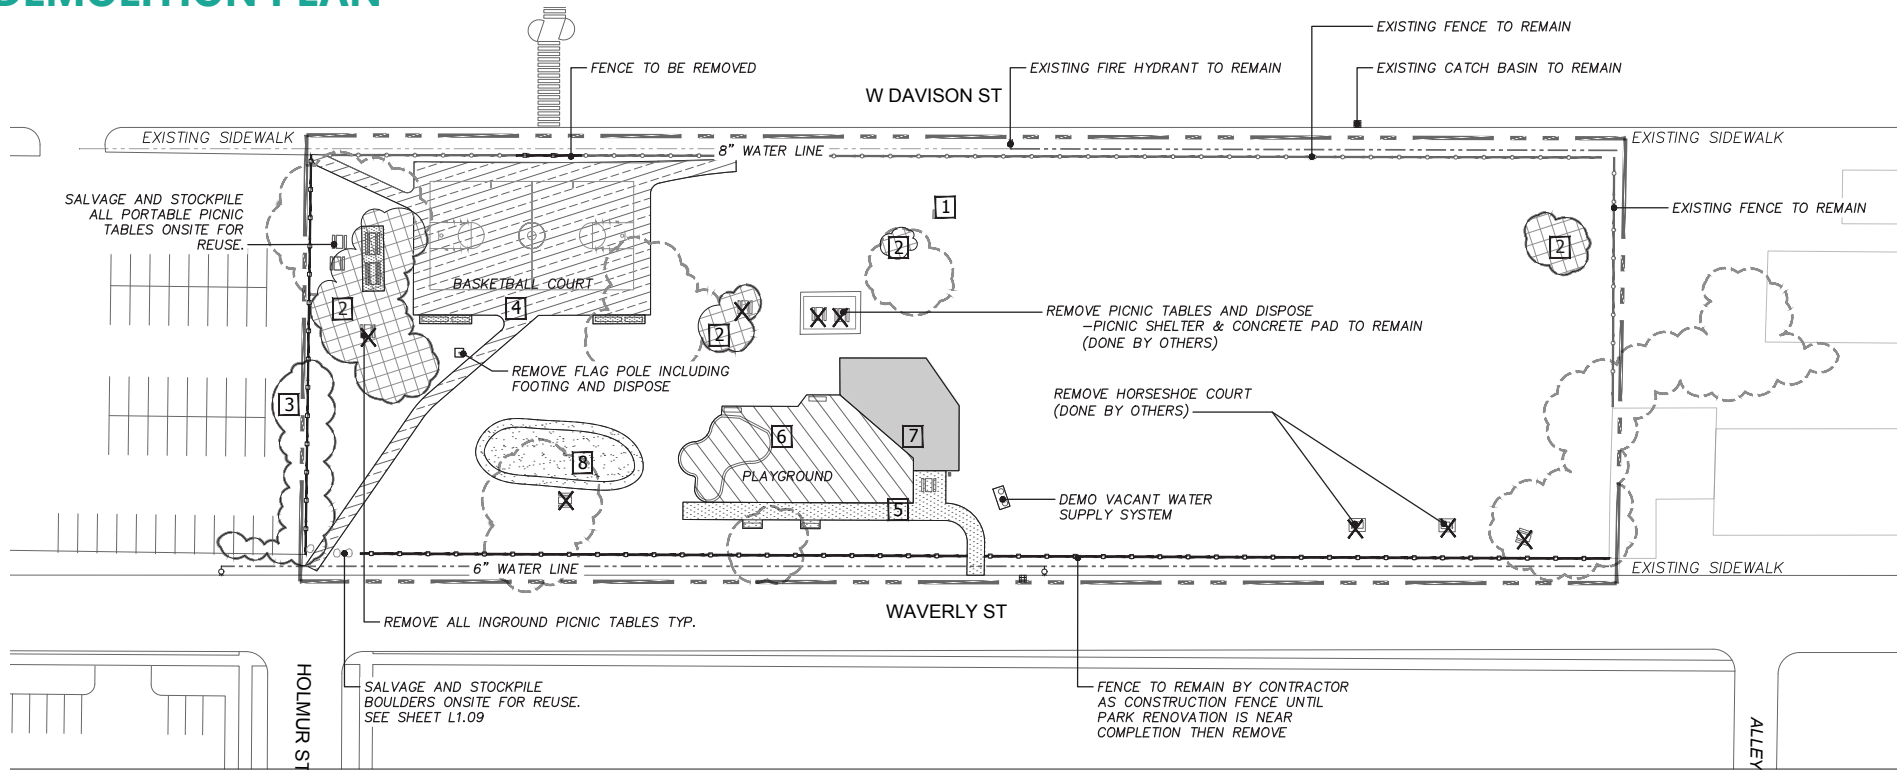 DEMOLITION PLAN
EXISTING FENCE TO REMAIN
FENCE TO BE REMOVED
EXISTING FIRE HYDRANT TO REMAIN
EXISTING CATCH BASIN TO REMAIN
W DAVISON ST
EXISTING SIDEWALK
8" WATER LINE
EXISTING SIDEWALK
SALVAGE AND STOCKPILE
ALL PORTABLE PICNIC
TABLES ONSITE FOR
REUSE.
1
EXISTING FENCE TO REMAIN
2
2
BASKETBALL COURT
2
4
2
REMOVE PICNIC TABLES AND DISPOSE
-PICNIC SHELTER & CONCRETE PAD TO REMAIN
(DONE BY OTHERS)
REMOVE FLAG POLE INCLUDING
FOOTING AND DISPOSE
3
REMOVE HORSESHOE COURT
(DONE BY OTHERS)
6
7
8
PLAYGROUND
5
DEMO VACANT WATER
SUPPLY SYSTEM
6" WATER LINE
EXISTING SIDEWALK
WAVERLY ST
REMOVE ALL INGROUND PICNIC TABLES TYP.
HOLMUR ST
SALVAGE AND STOCKPILE
BOULDERS ONSITE FOR REUSE.
SEE SHEET L1.09
FENCE TO REMAIN BY CONTRACTOR
AS CONSTRUCTION FENCE UNTIL
PARK RENOVATION IS NEAR
COMPLETION THEN REMOVE
ALLEY